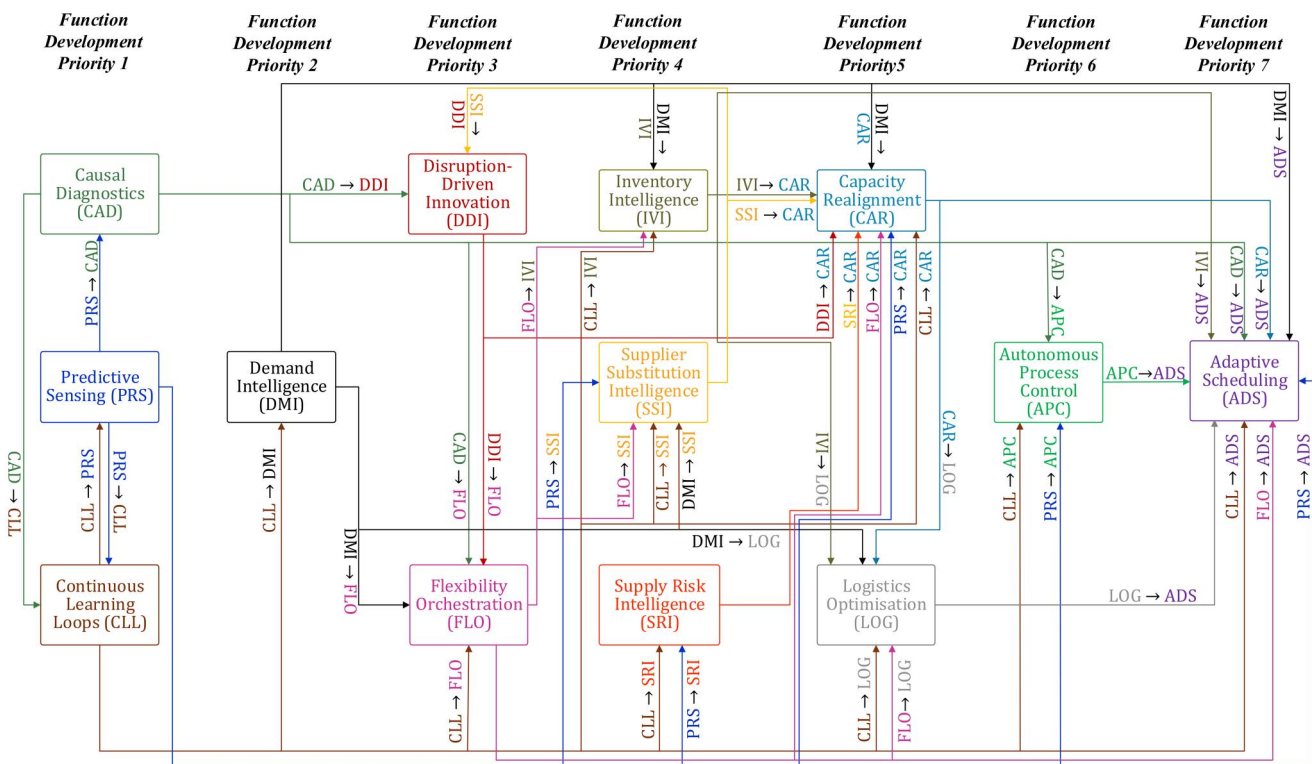 Function
Development
Priority 1
Function
Development
Priority 2
Function
Development
Priority 3
Function
Development
Priority 4
Function
Development
Priority5
Function
Development
Priority 6
Function
Development
Priority 7
SSI →
DDI
DMI →
IVI
DMI →
CAR
DMI → ADS
Causal
Diagnostics
(CAD)
CAD → DDI
Disruption-
Driven
Innovation
(DDI)
Inventory
Intelligence
(IVI)
IVI→ CAR
SSI → CAR
Capacity
Realignment
(CAR)
PRS → CAD
FLO→ IVI
CLL → IVI
DDI → CAR
SRI→ CAR
FLO→ CAR
PRS → CAR
CLL → CAR
CAD → APC
IVI→ ADS
CAD → ADS
CAR→ ADS
Predictive
Sensing (PRS)
Demand
Intelligence
(DMI)
Supplier
Substitution
Intelligence
(SSI)
Autonomous
Process
Control
(APC)
APC→ADS
Adaptive
Scheduling
(ADS)
CAD → CLL
CLL → PRS
PRS → CLL
CLL → DMI
CAD → FLO
DDI → FLO
PRS → SSI
FLO→ SSI
CLL → SSI
DMI → SSI
IVI→ LOG
CAR→ LOG
CLL → APC
PRS → APC
CLL → ADS
FLO→ ADS
PRS → ADS
DMI → FLO
DMI → LOG
Continuous
Learning
Loops (CLL)
Flexibility
Orchestration
(FLO)
Supply Risk
Intelligence
(SRI)
Logistics
Optimisation
(LOG)
LOG → ADS
CLL → FLO
CLL → SRI
PRS → SRI
CLL → LOG
FLO→ LOG